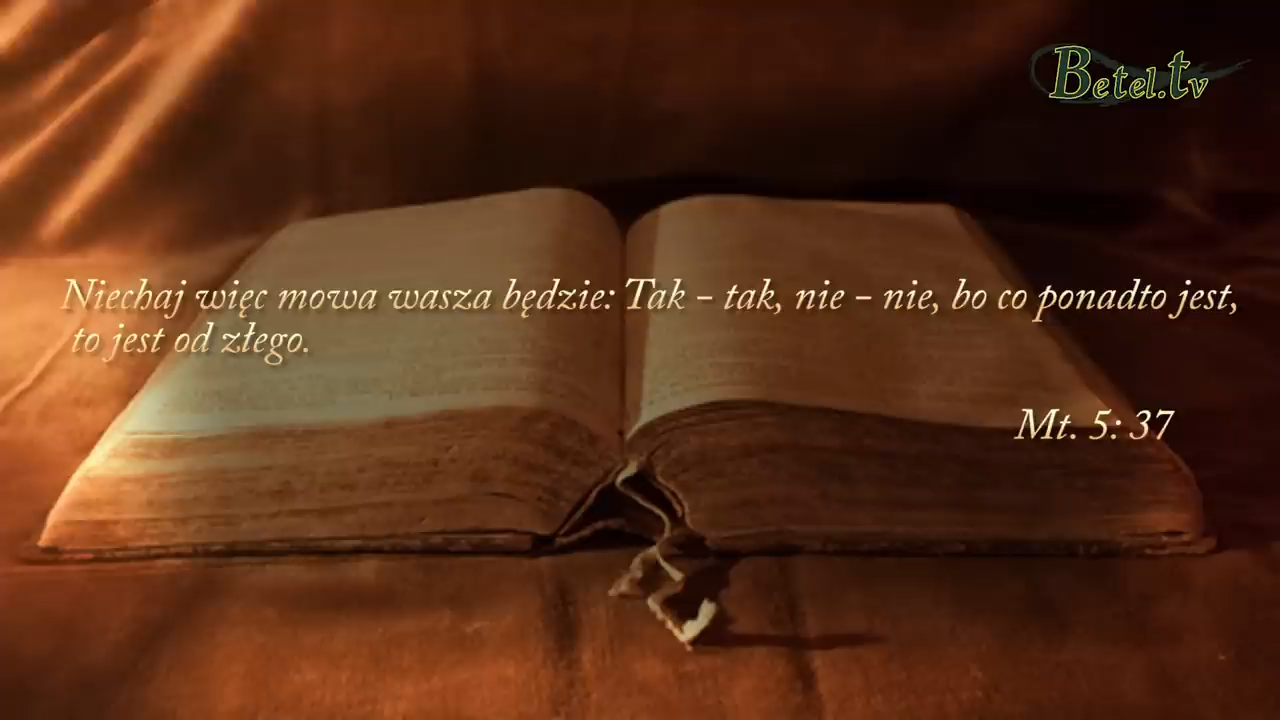 Betel.tv
Niechaj więc mowa wasza będzie: Tak - tak, nie - nie, bo co ponadto jest,
to jest od złego.
Mt. 5: 37